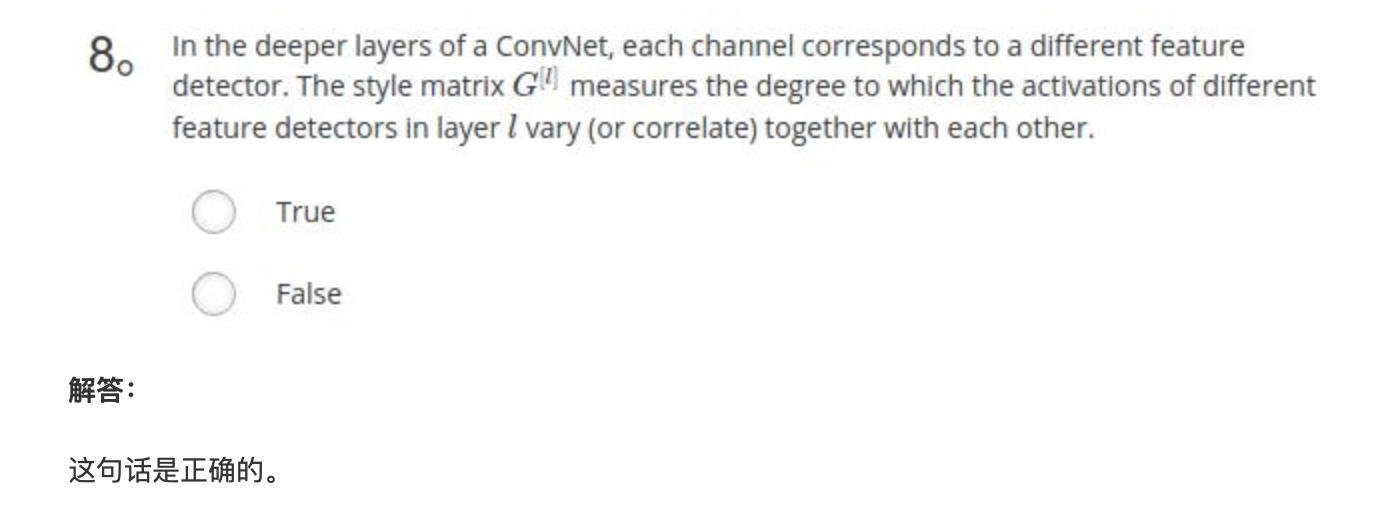 8。 In the deeper layers of a ConvNet, each channel corresponds to a different feature
detector. The style matrix G^[l] measures the degree to which the activations of different
feature detectors in layer l vary (or correlate) together with each other.
True
False
解答：
这句话是正确的。